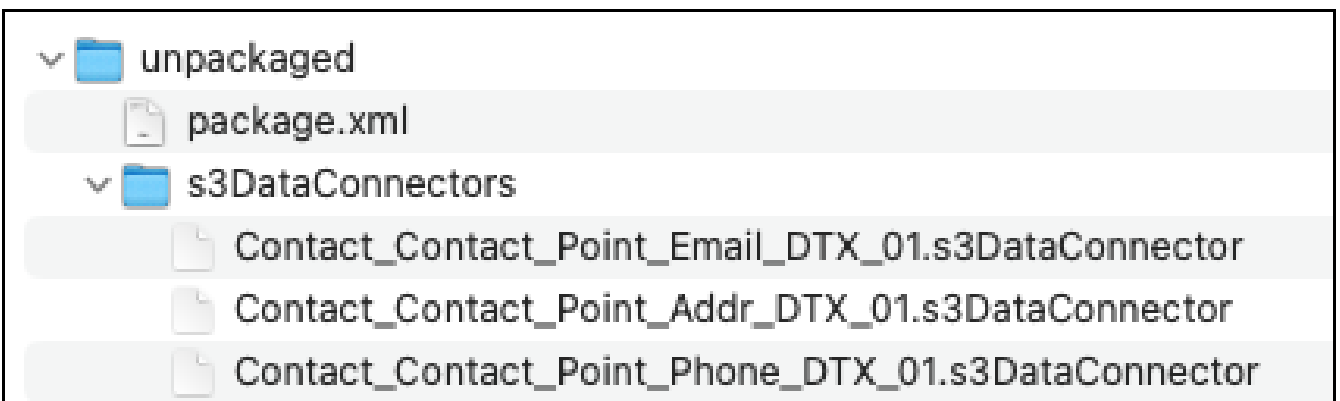 unpackaged
package.xml
s3DataConnectors
Contact_Contact_Point_Email_DTX_01.s3DataConnector
Contact_Contact_Point_Addr_DTX_01.s3DataConnector
Contact_Contact_Point_Phone_DTX_01.s3DataConnector